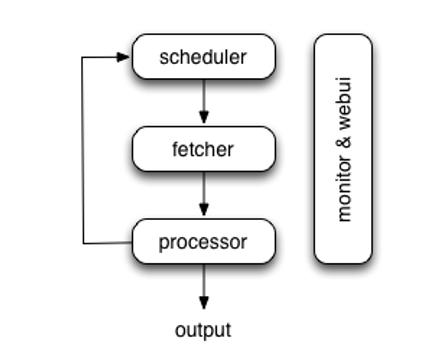 scheduler
fetcher
processor
output
monitor & webui